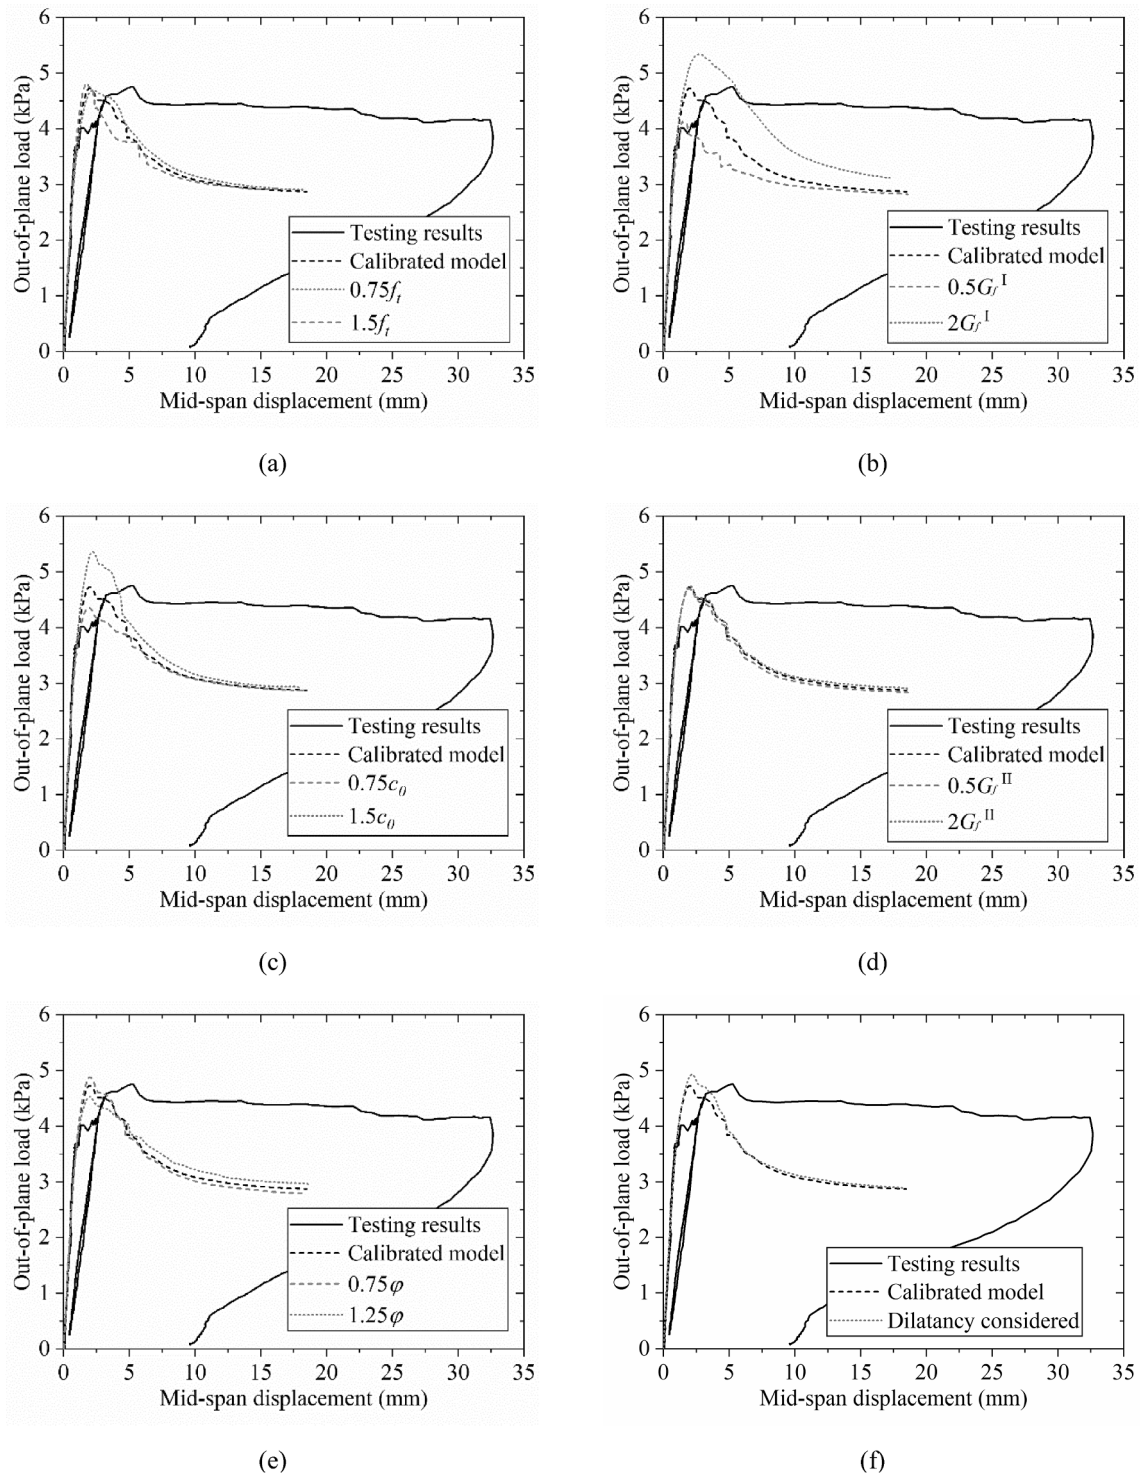 6
5
4
3
2
1
0
Out-of-plane load (kPa)
Testing results
Calibrated model
0.75fₜ
1.5fₜ
0 5 10 15 20 25 30 35
Mid-span displacement (mm)
(a)
6
5
4
3
2
1
0
Out-of-plane load (kPa)
Testing results
Calibrated model
0.5G_f^I
2G_f^I
0 5 10 15 20 25 30 35
Mid-span displacement (mm)
(b)
6
5
4
3
2
1
0
Out-of-plane load (kPa)
Testing results
Calibrated model
0.75c₀
1.5c₀
0 5 10 15 20 25 30 35
Mid-span displacement (mm)
(c)
6
5
4
3
2
1
0
Out-of-plane load (kPa)
Testing results
Calibrated model
0.5G_f^II
2G_f^II
0 5 10 15 20 25 30 35
Mid-span displacement (mm)
(d)
6
5
4
3
2
1
0
Out-of-plane load (kPa)
Testing results
Calibrated model
0.75φ
1.25φ
0 5 10 15 20 25 30 35
Mid-span displacement (mm)
(e)
6
5
4
3
2
1
0
Out-of-plane load (kPa)
Testing results
Calibrated model
Dilatancy considered
0 5 10 15 20 25 30 35
Mid-span displacement (mm)
(f)